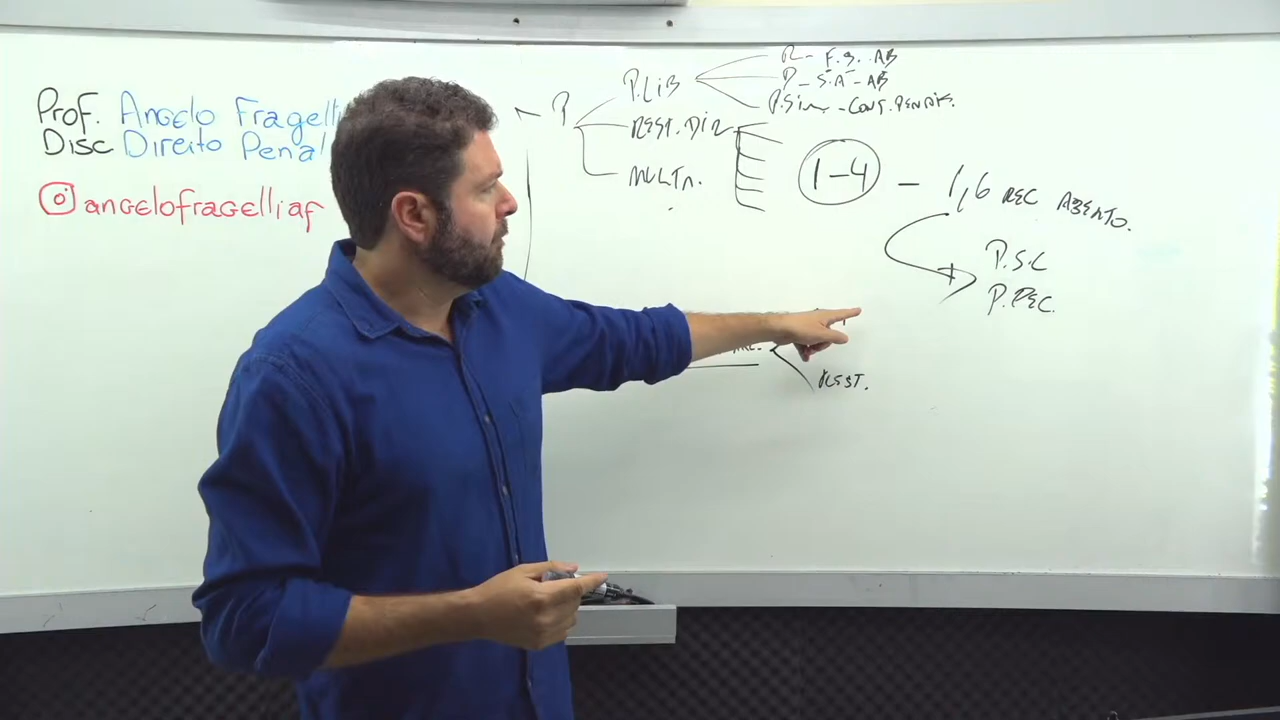 Prof. Angelo Fragelli
Disc Direito Penal
angelofragelliaf
P
P.LIB
R - F.S. AB
D - S.A - AB
P.Sim - CONT. PENAIS.
REST. DIR
MULTA.
1-4 - 1,6 REC ABERTO.
P.S.C
P. PEC.
REST.